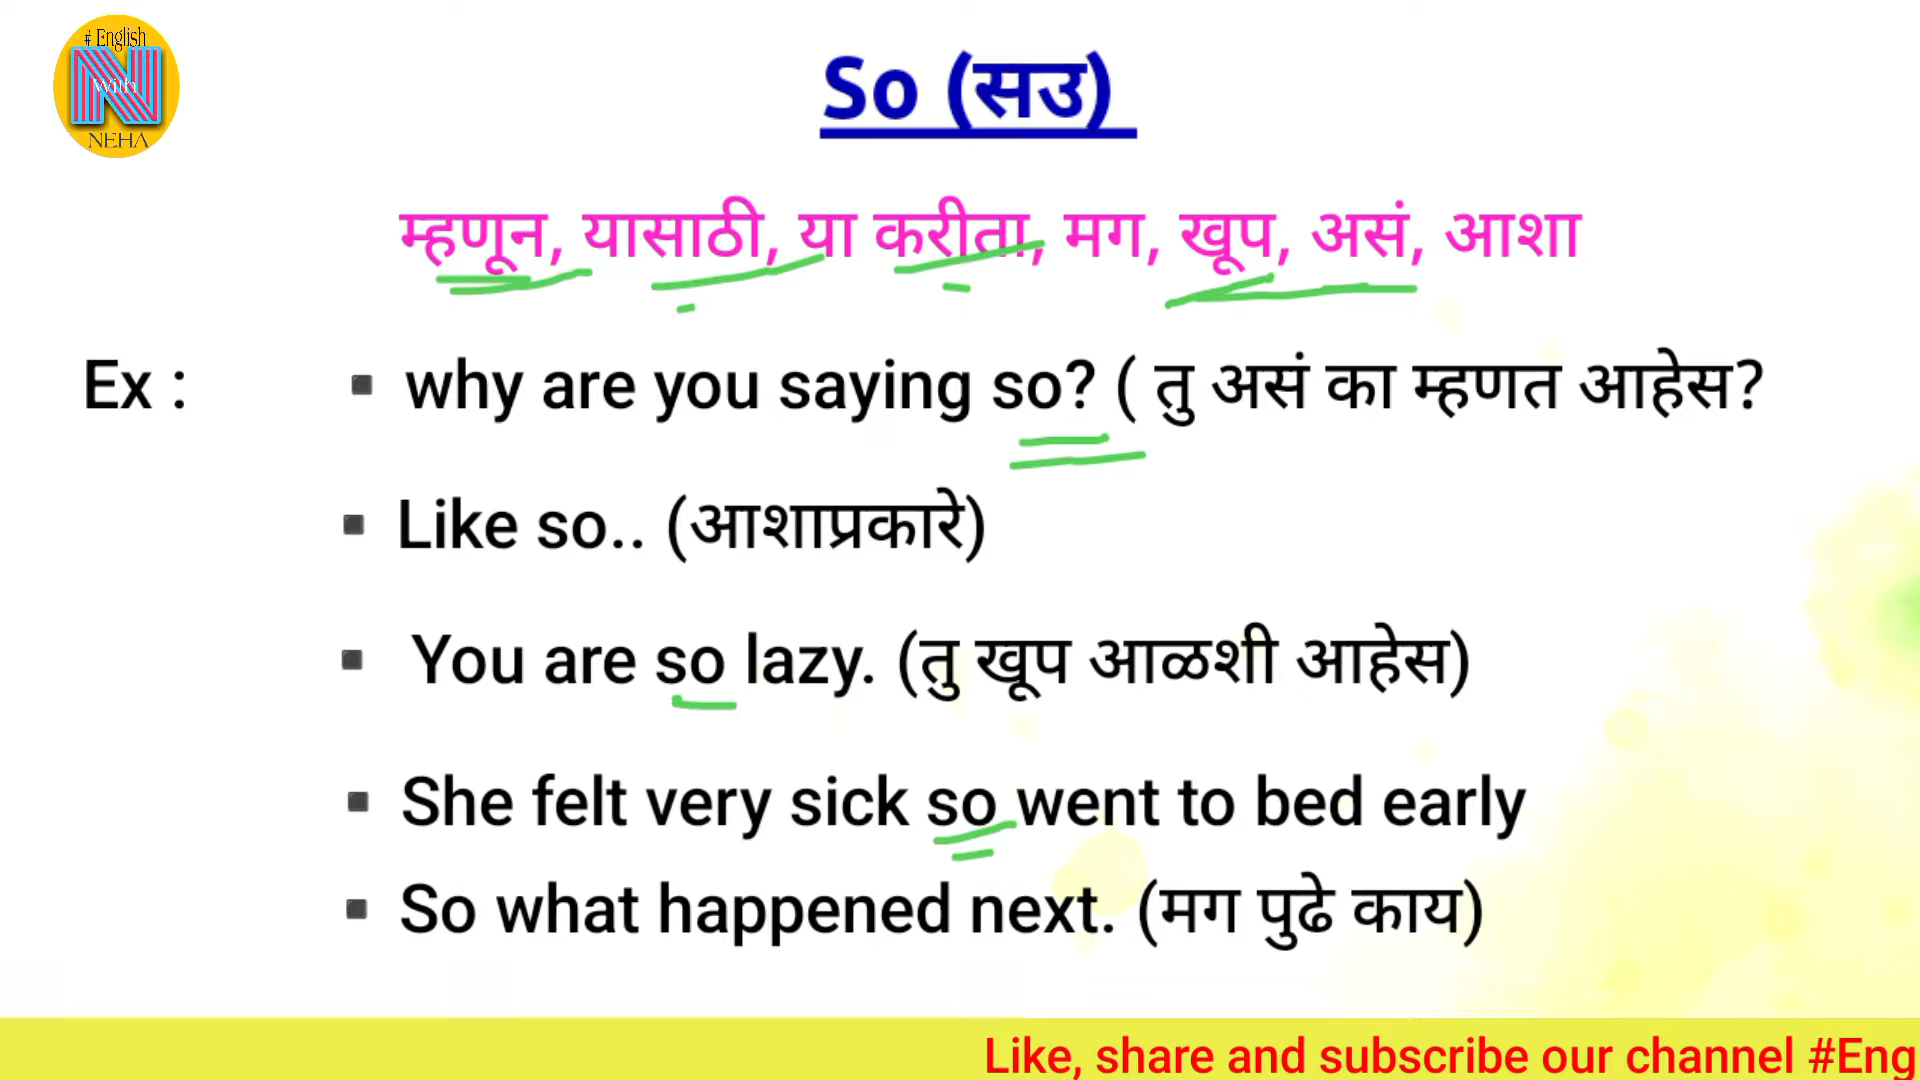 # English
With
NEHA
So (सउ)
म्हणून, यासाठी, या करीता, मग, खूप, असं, आशा
Ex : ▪ why are you saying so? ( तु असं का म्हणत आहेस?
▪ Like so.. (आशाप्रकारे)
▪ You are so lazy. (तु खूप आळशी आहेस)
▪ She felt very sick so went to bed early
▪ So what happened next. (मग पुढे काय)
Like, share and subscribe our channel #Eng